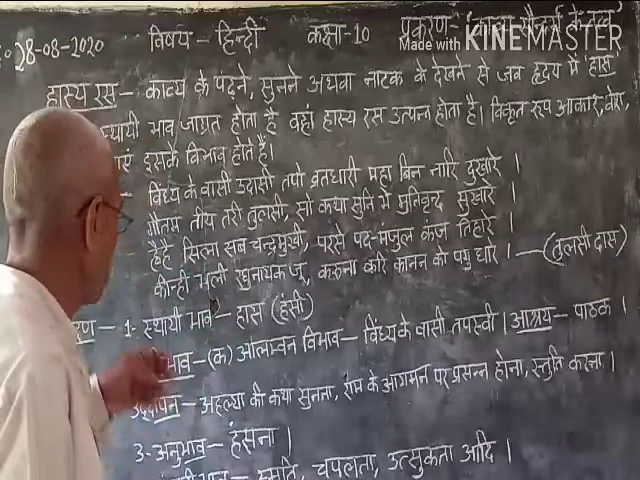 28-08-2020 विषय - हिन्दी कक्षा-10 प्रकरण- काव्य सौन्दर्य के तत्व
Made with KINEMASTER
हास्य रस - काव्य के पढ़ने, सुनने अथवा नाटक के देखने से जब हृदय में 'हास'
स्थायी भाव जाग्रत होता है वहां हास्य रस उत्पन्न होता है। विकृत रूप आकार, वेश,
इसके विभाव होते हैं।
विंध्य के वासी उदासी तपो व्रतधारी महा बिन नारि दुखारे ।
गौतम तीय तरी तुलसी, सो कथा सुनि भे मुनिवृन्द सुखारे ।
ह्वैहै सिला सब चन्द्रमुखी, परसे पद-मंजुल कंज तिहारे ।
कीन्ही भली रघुनायक जू, करुना करि कानन को पगु धारे । - (तुलसी दास)
1- स्थायी भाव - हास (हंसी)
भाव - (क) आलम्बन विभाव - विंध्य के वासी तपस्वी । आश्रय - पाठक ।
उद्दीपन - अहल्या की कथा सुनना, राम के आगमन पर प्रसन्न होना, स्तुति करना ।
3- अनुभाव - हंसना ।
स्मृति, चपलता, उत्सुकता आदि ।